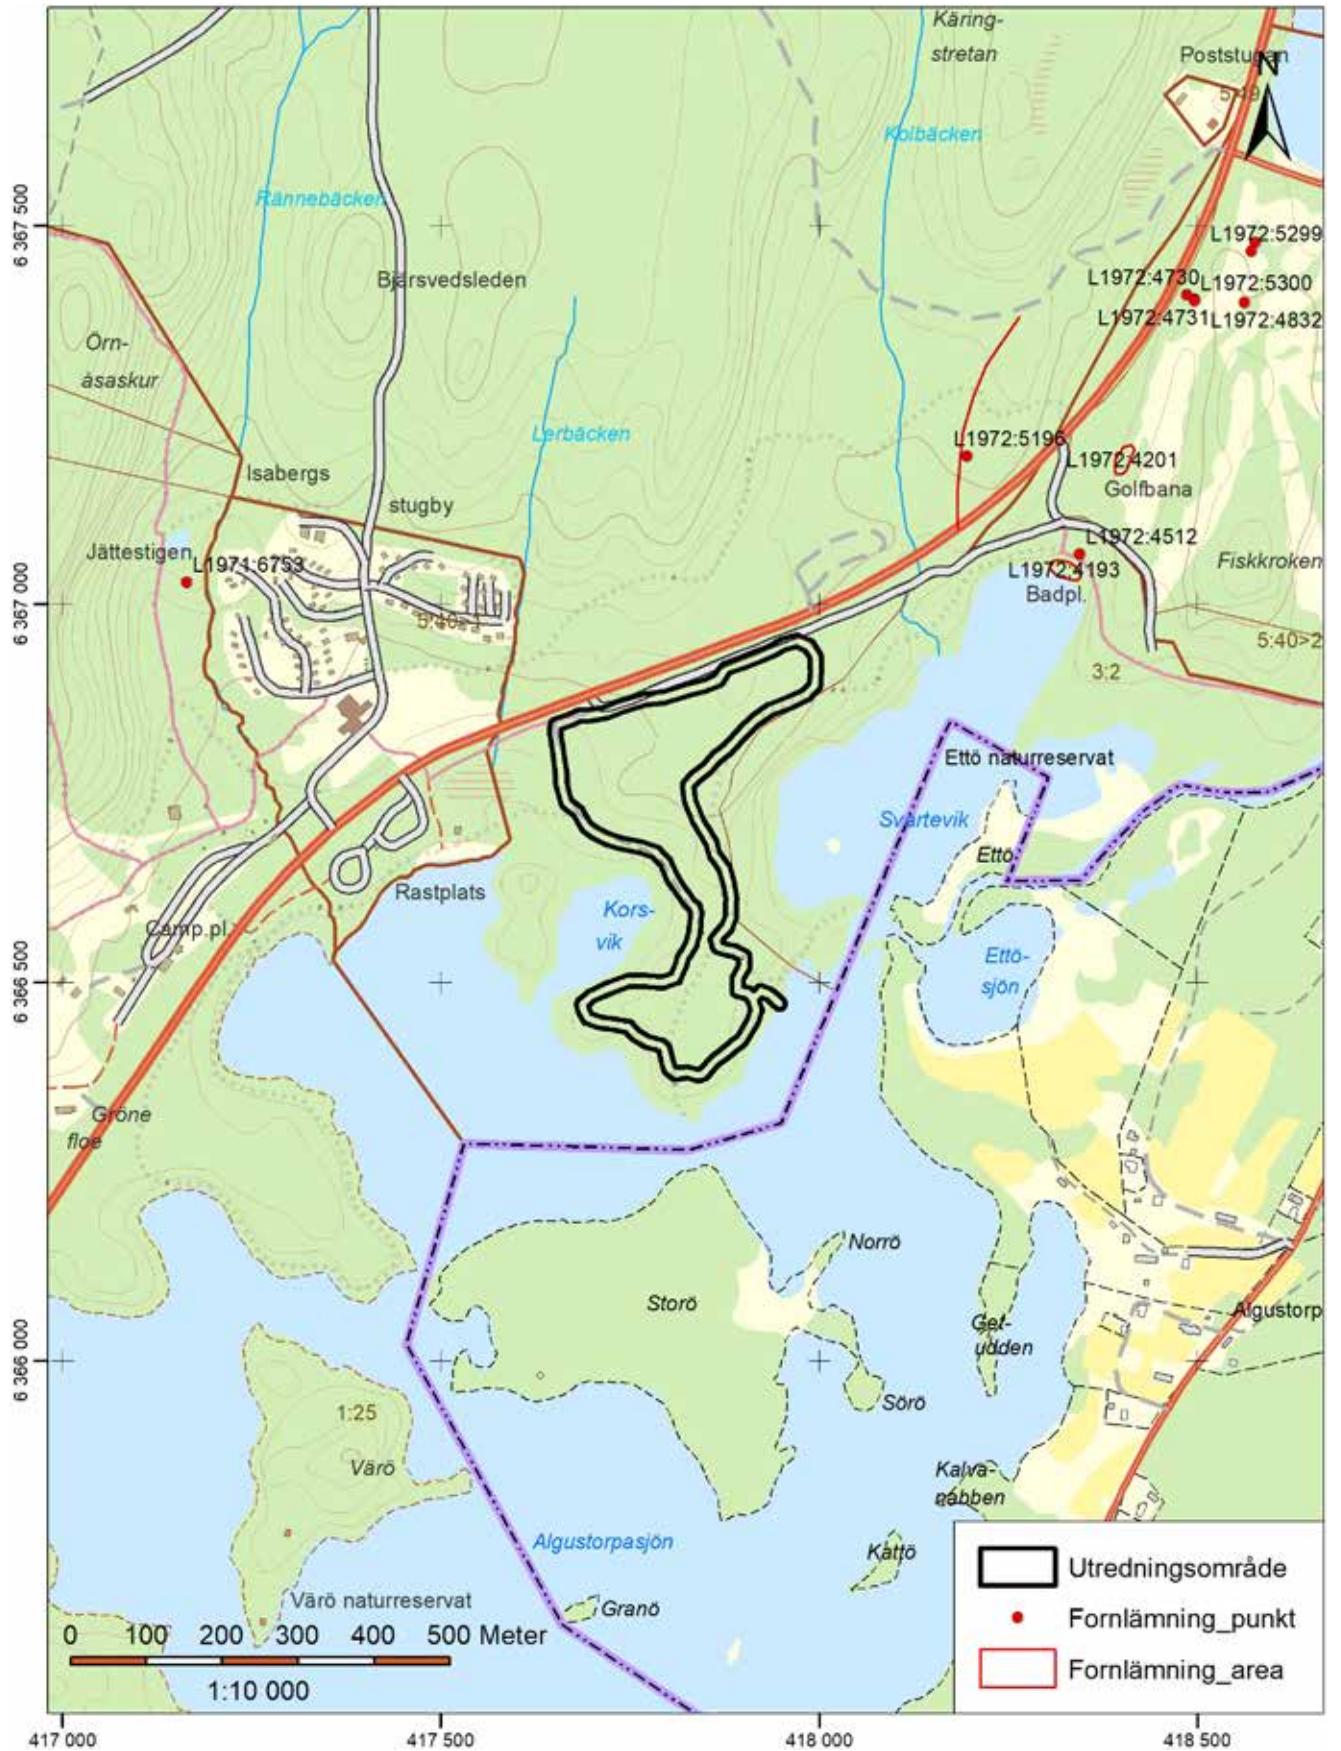 Käring-
stretan
Poststugan
N
5:49
Kolbäcken
Rännebäcken
6 367 500
L1972:5299
Bjärsvedsleden
L1972:4730
L1972:5300
L1972:4731
L1972:4832
Örn-
åsaskur
Lerbäcken
L1972:5196
L1972:4201
Isabergs
stugby
Golfbana
Jättestigen
L1971:6753
L1972:4512
Fiskkroken
L1972:4193
Badpl.
6 367 000
5:40>1
5:40>2
3:2
Ettö naturreservat
Svartevik
Ettö
Rastplats
Kors-
vik
Camp.pl.
Ettö-
sjön
6 366 500
Gröne
floe
Norrö
Storö
Algustorp
Get-
udden
6 366 000
Sörö
1:25
Värö
Kalva-
nabben
Algustorpasjön
Kattö
Utredningsområde
Värö naturreservat
Granö
Fornlämning_punkt
0 100 200 300 400 500 Meter
Fornlämning_area
1:10 000
417 000 417 500 418 000 418 500